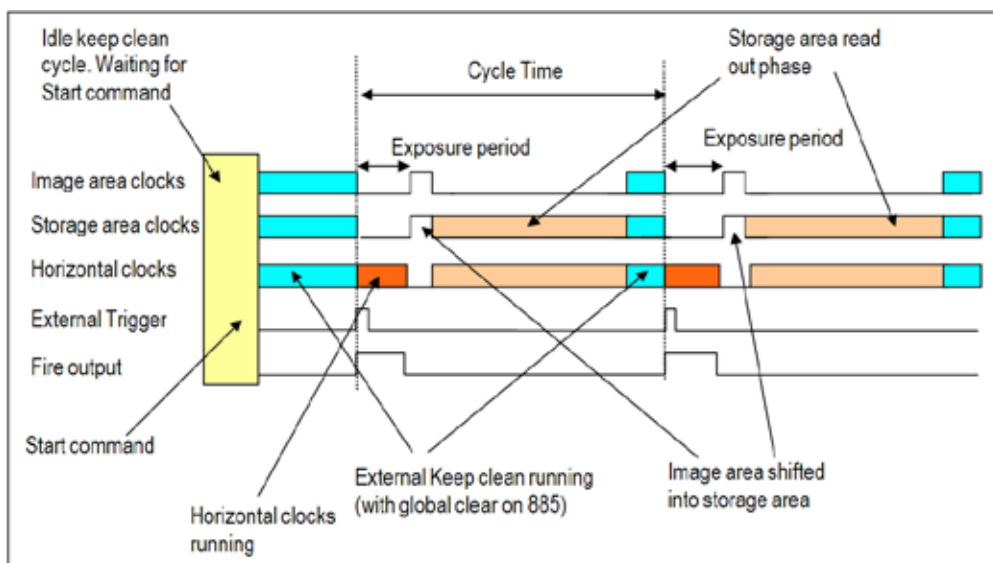 Idle keep clean
cycle. Waiting for
Start command
Cycle Time
Storage area read
out phase
Exposure period
Exposure period
Image area clocks
Storage area clocks
Horizontal clocks
External Trigger
Fire output
Start command
Horizontal clocks
running
External Keep clean running
(with global clear on 885)
Image area shifted
into storage area